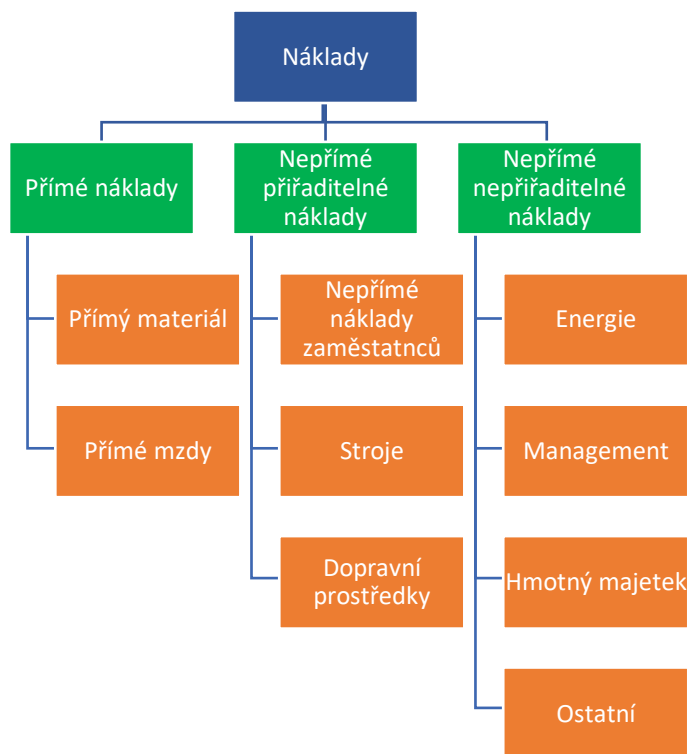 Náklady
Přímé náklady
Nepřímé
přiřaditelné
náklady
Nepřímé
nepřiřaditelné
náklady
Přímý materiál
Nepřímé
náklady
zaměstatnců
Energie
Přímé mzdy
Stroje
Management
Dopravní
prostředky
Hmotný majetek
Ostatní